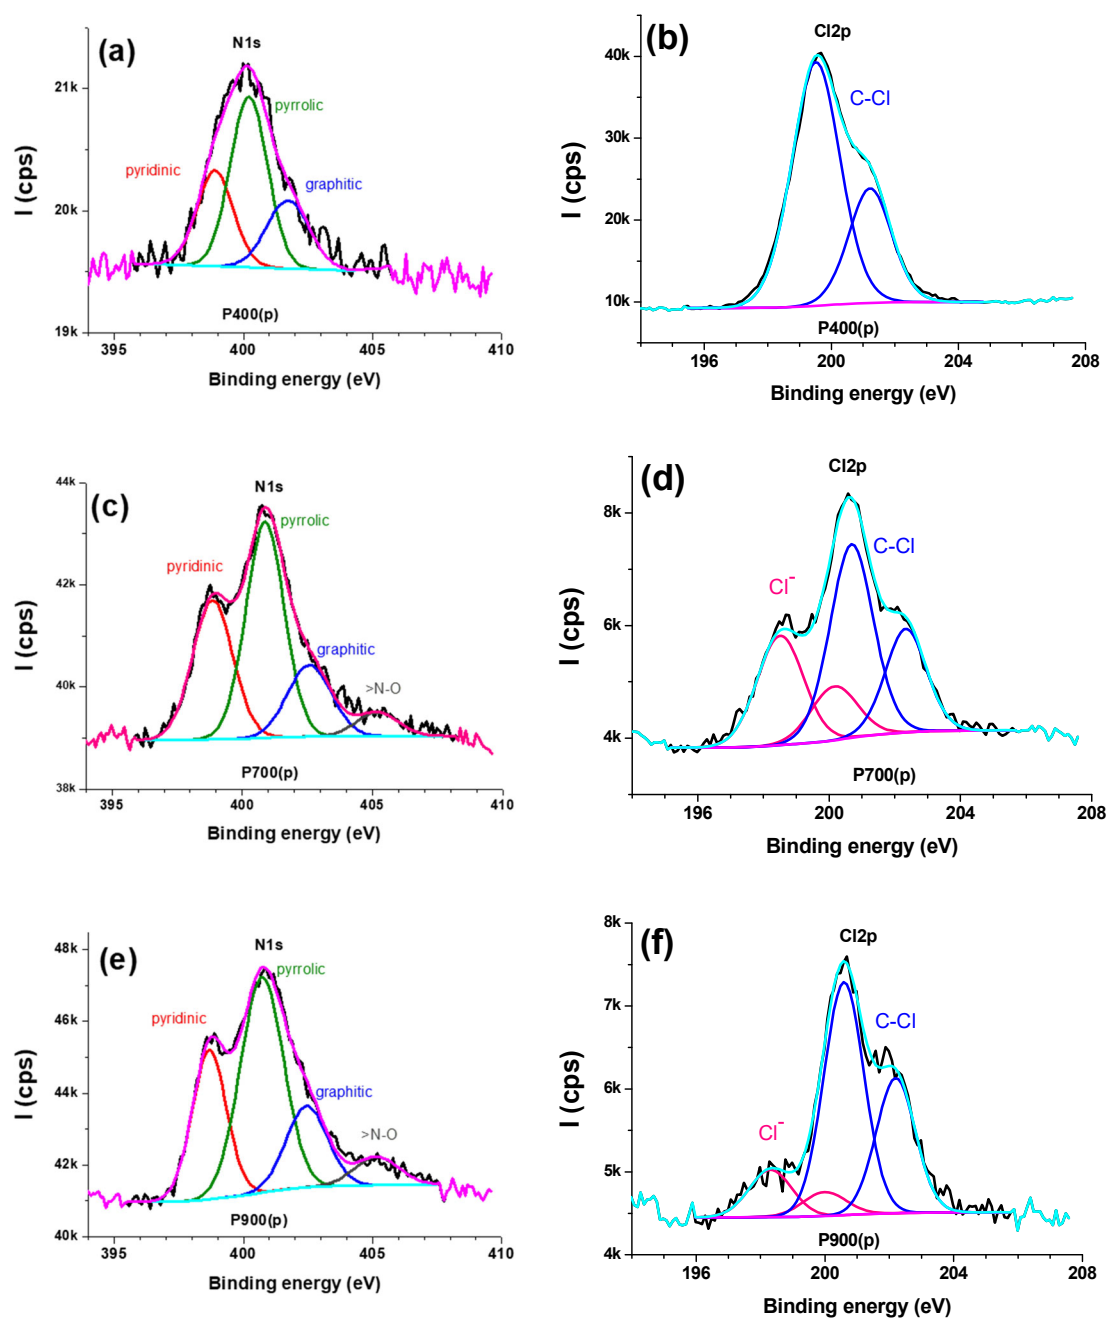 (a)
N1s
21k
20k
19k
pyrrolic
pyridinic
graphitic
P400(p)
395 400 405 410
Binding energy (eV)
I (cps)
(b)
Cl2p
40k
30k
20k
10k
C-Cl
P400(p)
196 200 204 208
Binding energy (eV)
I (cps)
(c)
N1s
44k
42k
40k
38k
pyrrolic
pyridinic
graphitic
>N-O
P700(p)
395 400 405 410
Binding energy (eV)
I (cps)
(d)
Cl2p
8k
6k
4k
C-Cl
Cl⁻
P700(p)
196 200 204 208
Binding energy (eV)
I (cps)
(e)
N1s
48k
46k
44k
42k
40k
pyrrolic
pyridinic
graphitic
>N-O
P900(p)
395 400 405 410
Binding energy (eV)
I (cps)
(f)
Cl2p
8k
7k
6k
5k
4k
C-Cl
Cl⁻
P900(p)
196 200 204 208
Binding energy (eV)
I (cps)